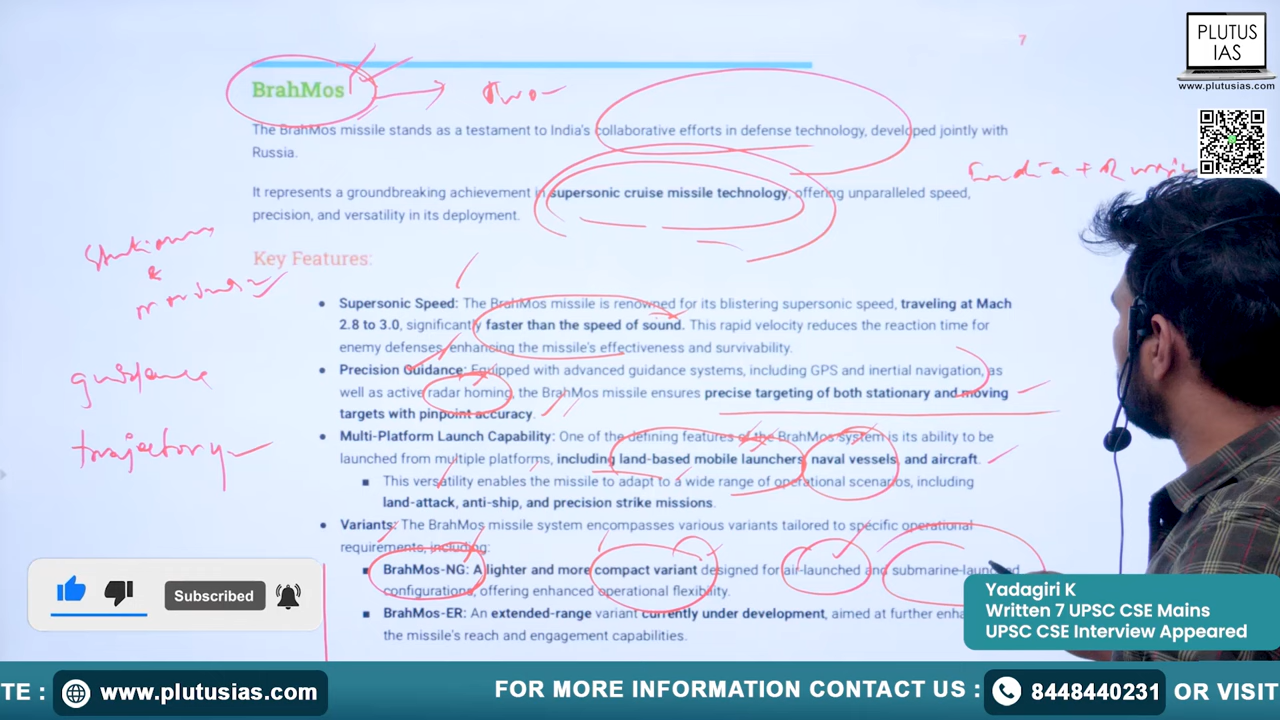 7
PLUTUS
IAS
www.plutusias.com
BrahMos
The BrahMos missile stands as a testament to India's collaborative efforts in defense technology, developed jointly with
Russia.
India +
It represents a groundbreaking achievement in supersonic cruise missile technology, offering unparalleled speed,
precision, and versatility in its deployment.
Key Features:
• Supersonic Speed: The BrahMos missile is renowned for its blistering supersonic speed, traveling at Mach
2.8 to 3.0, significantly faster than the speed of sound. This rapid velocity reduces the reaction time for
enemy defenses, enhancing the missile's effectiveness and survivability.
• Precision Guidance: Equipped with advanced guidance systems, including GPS and inertial navigation, as
well as active radar homing, the BrahMos missile ensures precise targeting of both stationary and moving
targets with pinpoint accuracy.
guidance
trajectory
• Multi-Platform Launch Capability: One of the defining features of the BrahMos system is its ability to be
launched from multiple platforms, including land-based mobile launchers, naval vessels, and aircraft.
▪ This versatility enables the missile to adapt to a wide range of operational scenarios, including
land-attack, anti-ship, and precision strike missions.
• Variants: The BrahMos missile system encompasses various variants tailored to specific operational
requirements, including:
▪ BrahMos-NG: A lighter and more compact variant designed for air-launched and submarine-launched
configurations, offering enhanced operational flexibility.
▪ BrahMos-ER: An extended-range variant currently under development, aimed at further enha
the missile's reach and engagement capabilities.
Subscribed
Yadagiri K
Written 7 UPSC CSE Mains
UPSC CSE Interview Appeared
TE : www.plutusias.com FOR MORE INFORMATION CONTACT US : 8448440231 OR VISIT